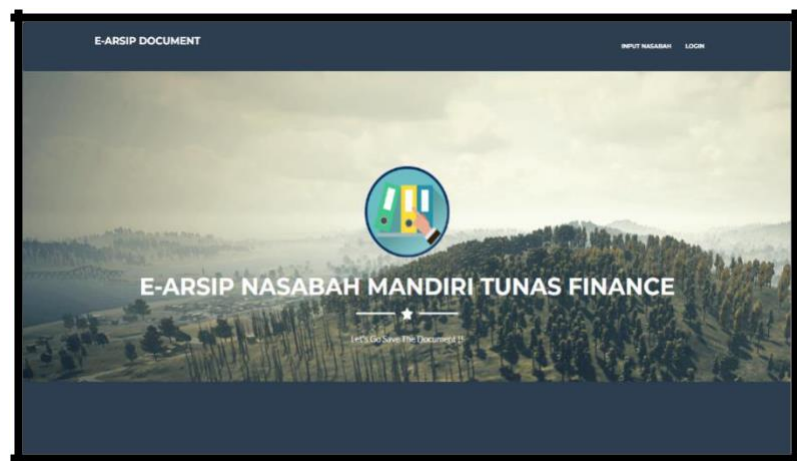 E-ARSIP DOCUMENT
INPUT NASABAH LOGIN
E-ARSIP NASABAH MANDIRI TUNAS FINANCE
Let's Go Save The Document !!